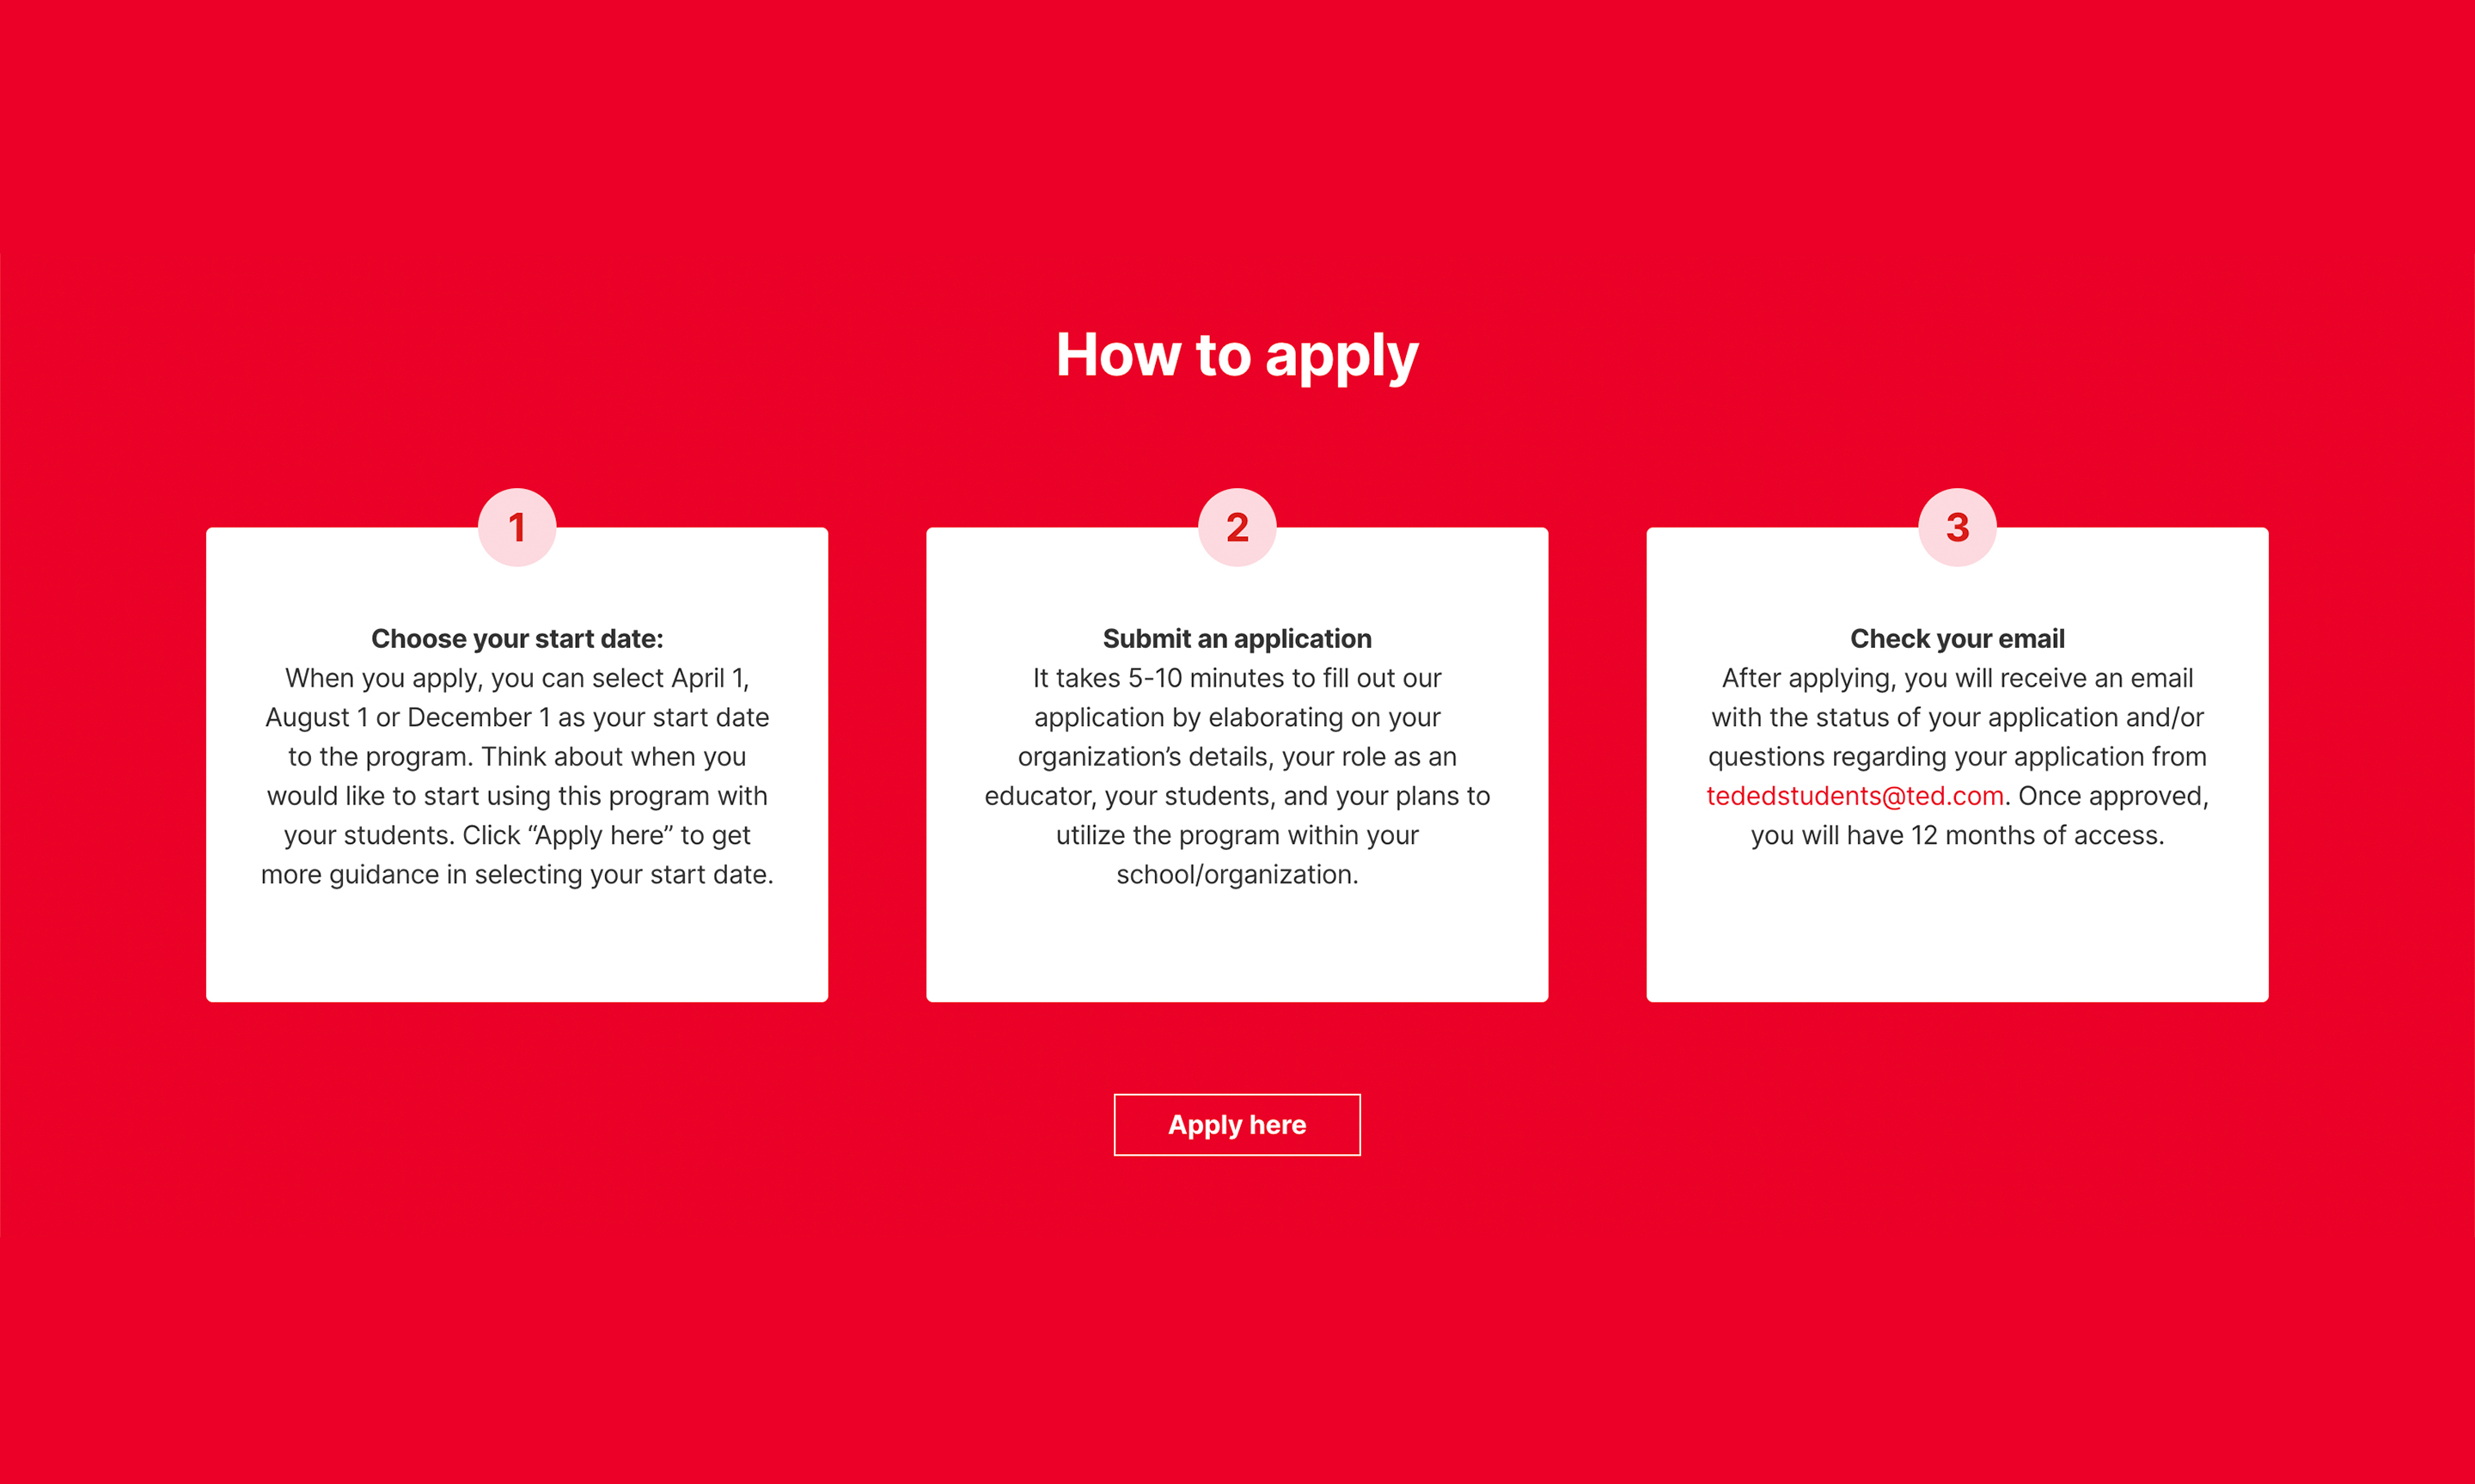 How to apply
1
Choose your start date:
When you apply, you can select April 1,
August 1 or December 1 as your start date
to the program. Think about when you
would like to start using this program with
your students. Click “Apply here” to get
more guidance in selecting your start date.
2
Submit an application
It takes 5-10 minutes to fill out our
application by elaborating on your
organization’s details, your role as an
educator, your students, and your plans to
utilize the program within your
school/organization.
3
Check your email
After applying, you will receive an email
with the status of your application and/or
questions regarding your application from
tededstudents@ted.com. Once approved,
you will have 12 months of access.
Apply here